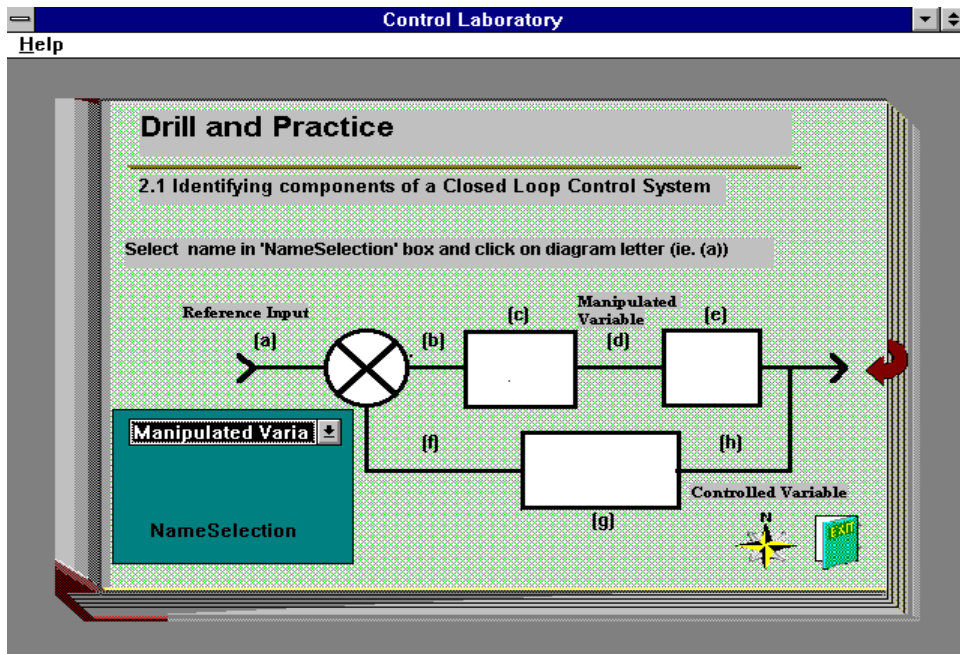 Control Laboratory
Help
Drill and Practice
2.1 Identifying components of a Closed Loop Control System
Select name in 'NameSelection' box and click on diagram letter (ie. (a))
Reference Input
Manipulated
Variable
(a)
(b)
(c)
(d)
(e)
Manipulated Varia
(f)
(h)
Controlled Variable
(g)
NameSelection
N
EXIT